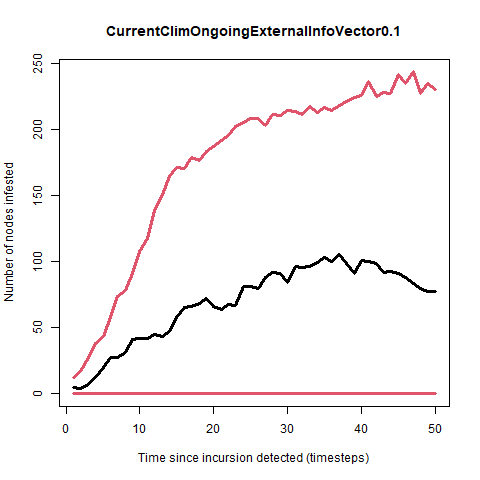 CurrentClimOngoingExternalInfoVector0.1
Number of nodes infested
250
200
150
100
50
0
0 10 20 30 40 50
Time since incursion detected (timesteps)